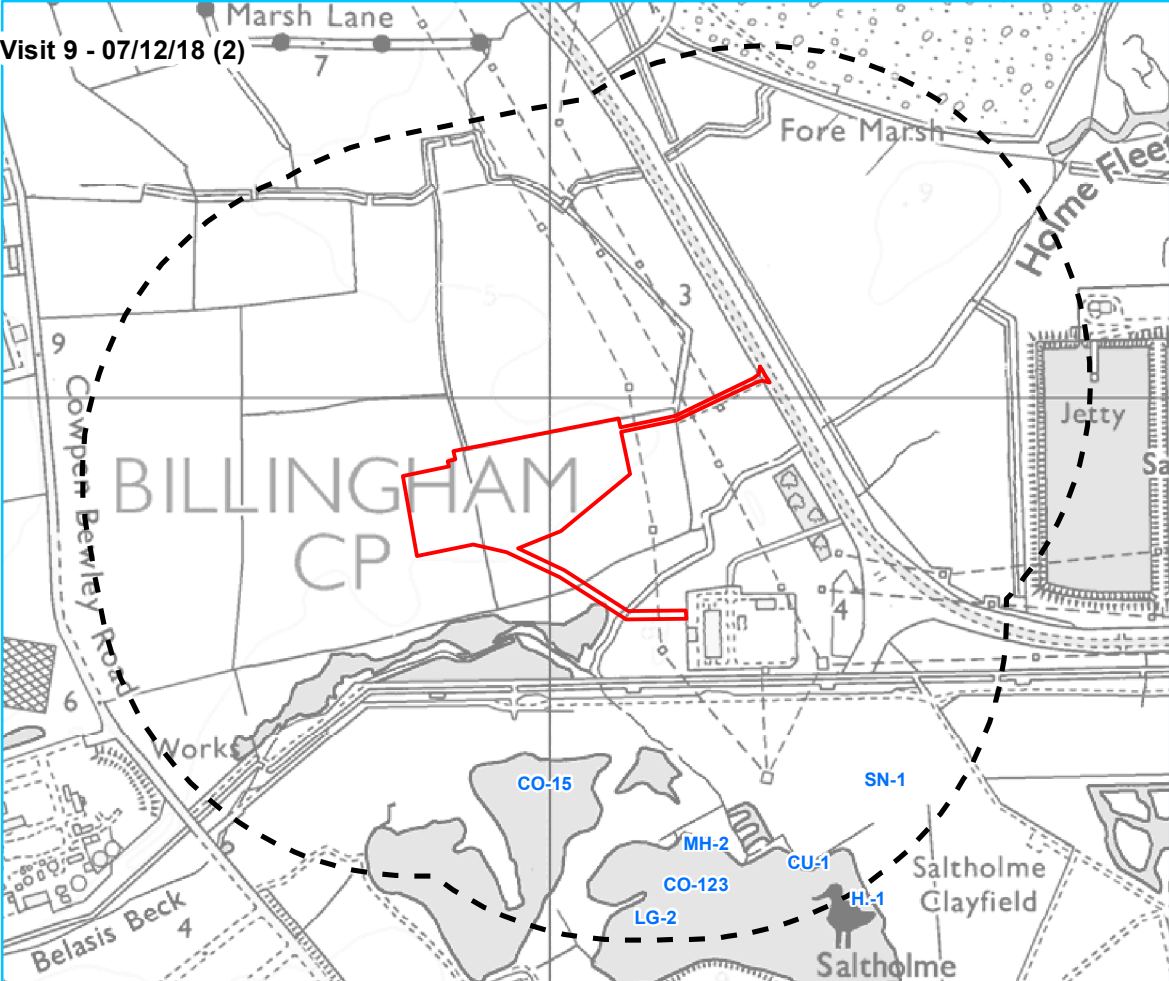 Marsh Lane
Visit 9 - 07/12/18 (2)
7
Fore Marsh
Holme Fleet
9
5
3
9
Cowpen Bewley Road
Jetty
BILLINGHAM
CP
4
6
Works
CO-15
SN-1
MH-2
CU-1
CO-123
H.-1
LG-2
Saltholme
Clayfield
Belasis Beck
4
Saltholme